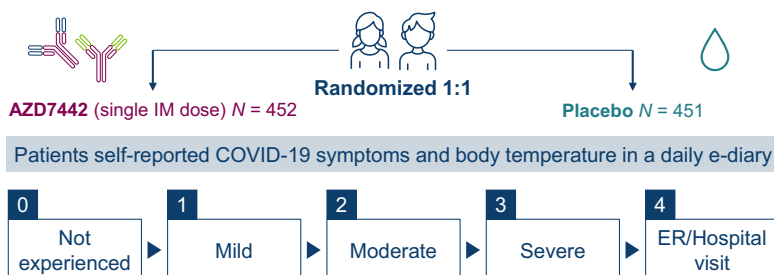 Randomized 1:1
AZD7442 (single IM dose) N = 452
Placebo N = 451
Patients self-reported COVID-19 symptoms and body temperature in a daily e-diary
0
Not
experienced
1
Mild
2
Moderate
3
Severe
4
ER/Hospital
visit